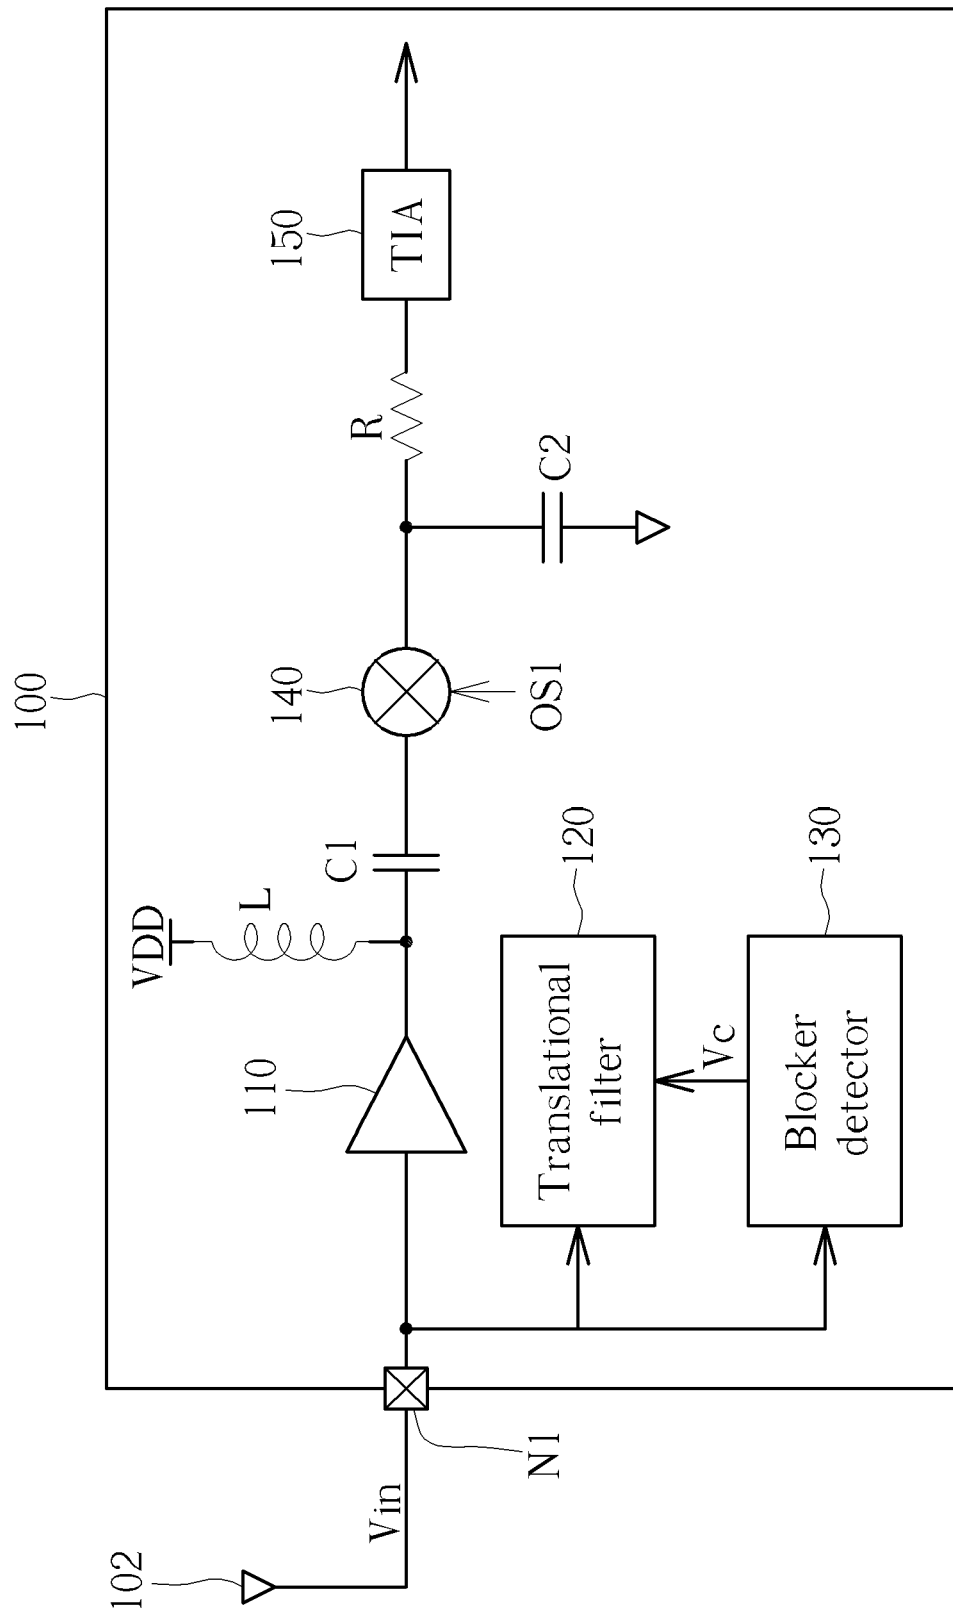 100
102
Vin
N1
110
VDD
L
C1
140
OS1
R
C2
150
TIA
120
Translational
filter
Vc
130
Blocker
detector